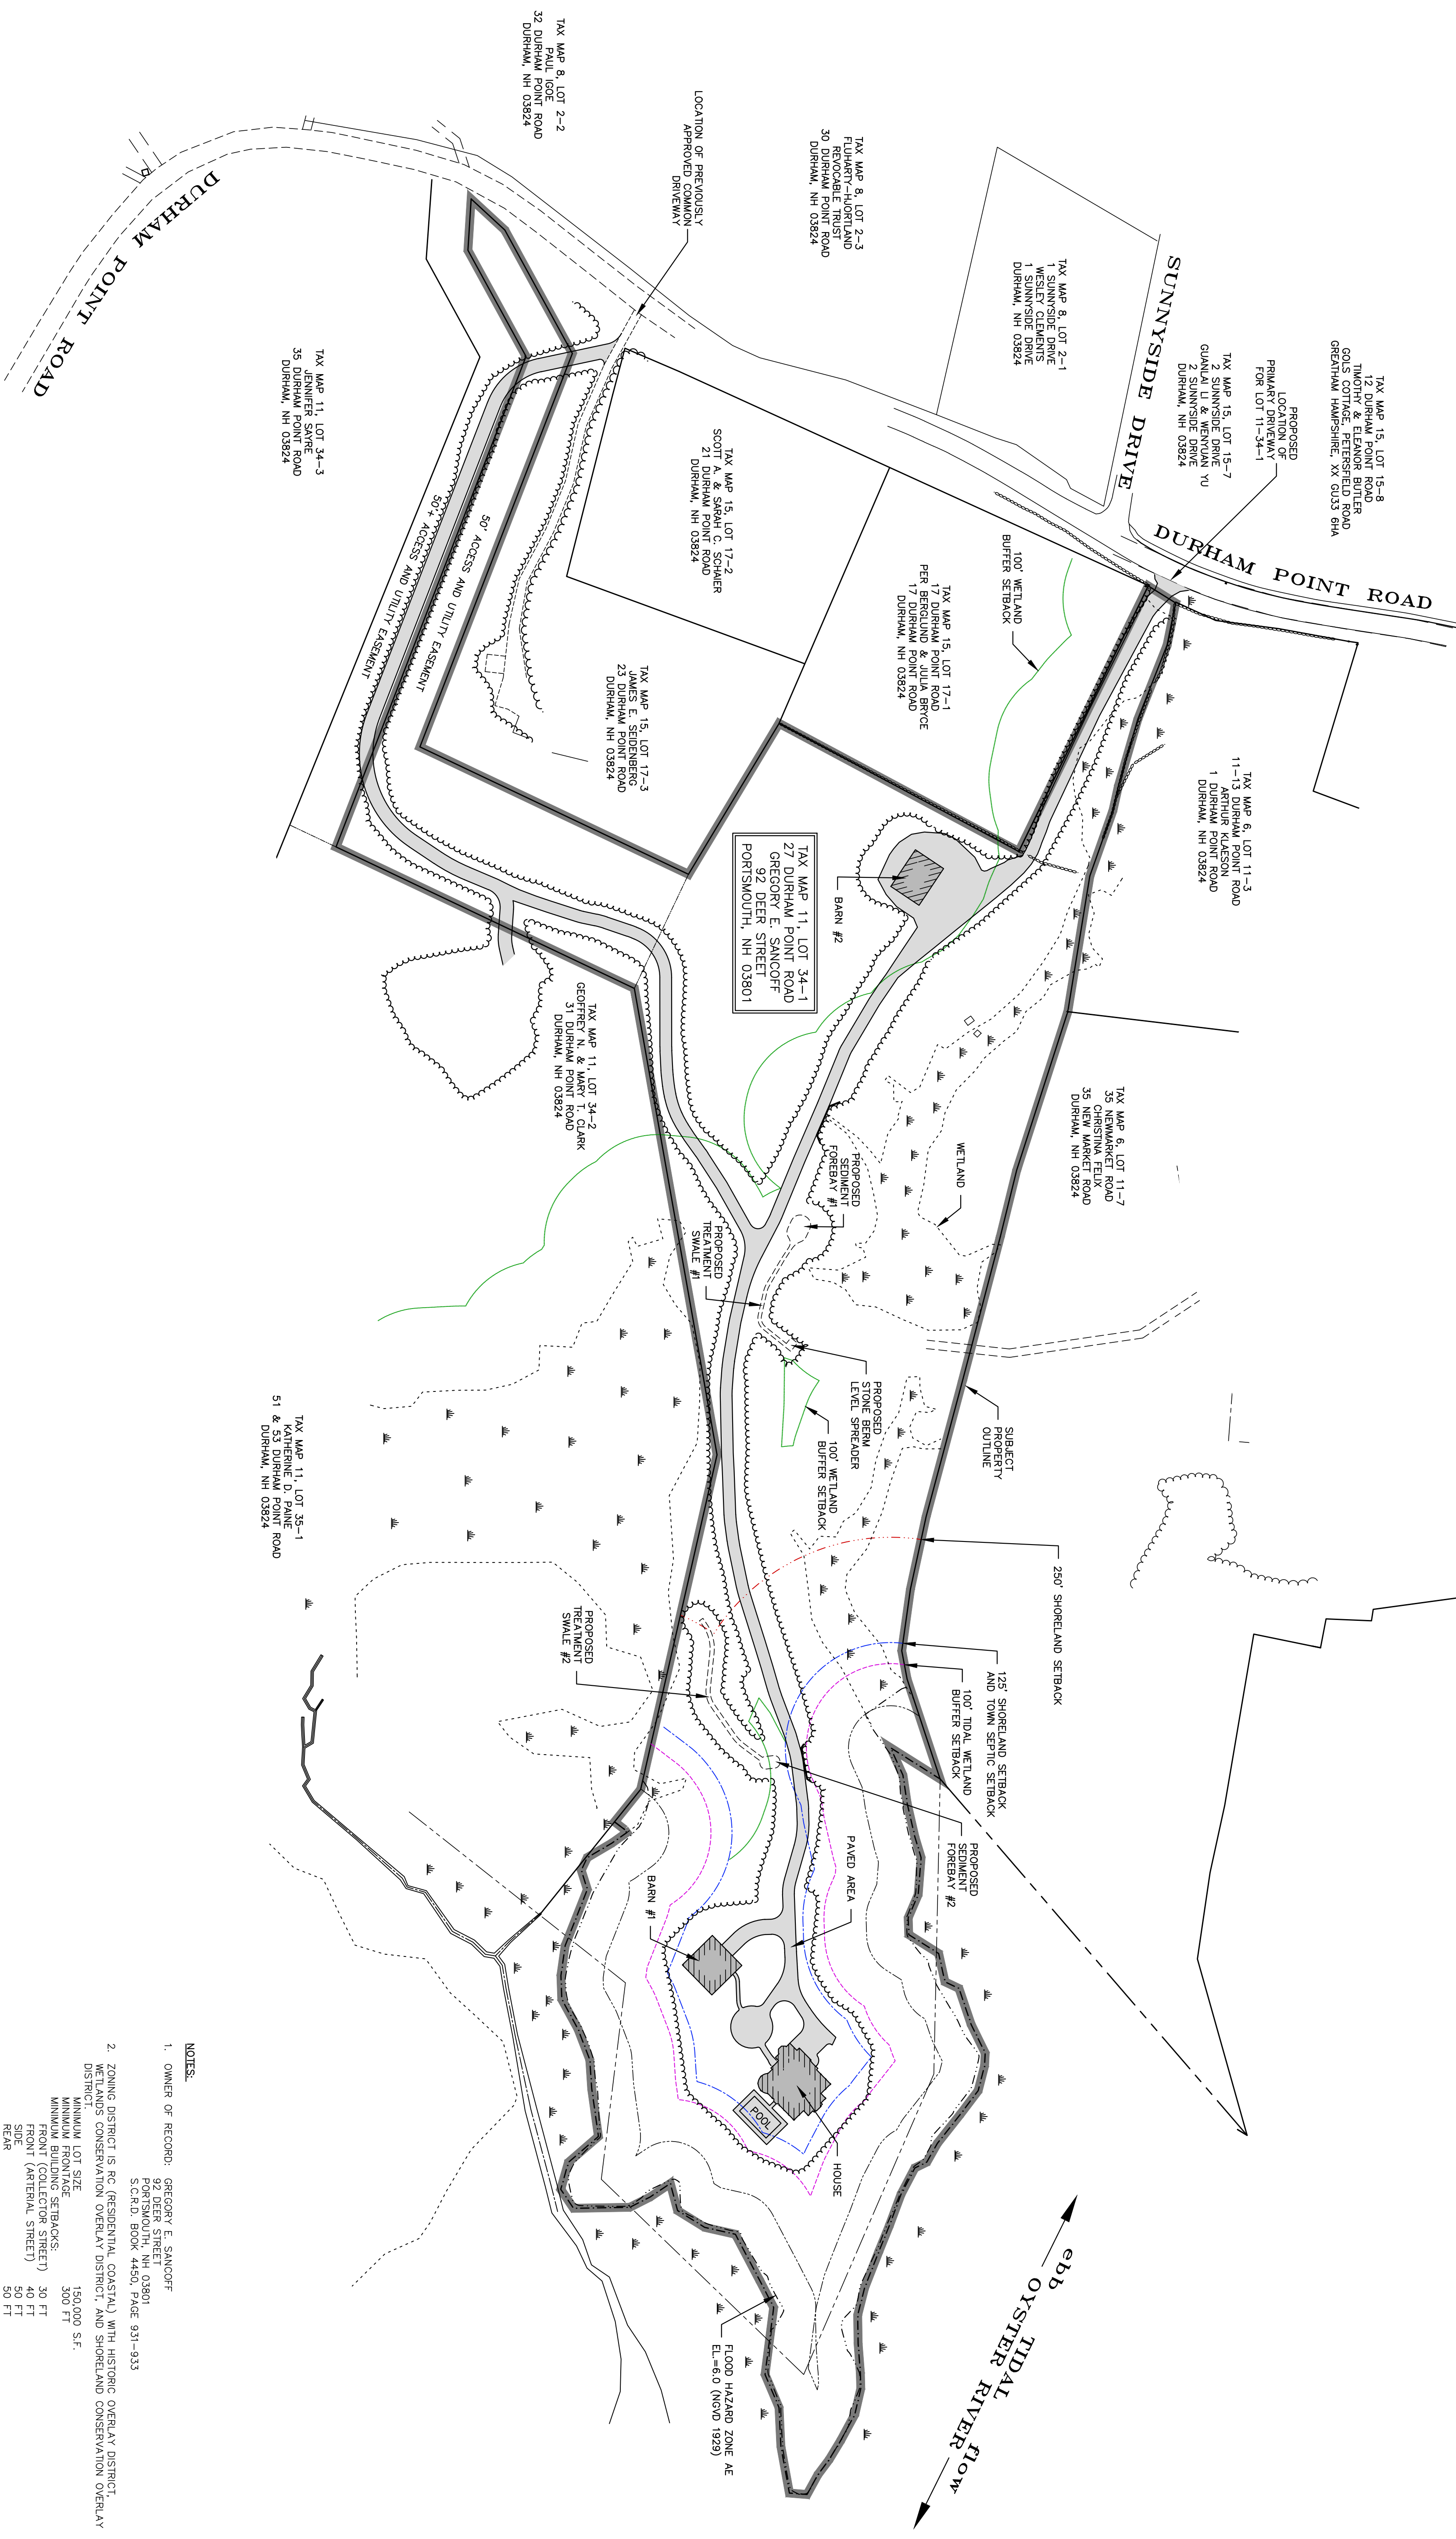 TAX MAP 15, LOT 15-8
12 DURHAM POINT ROAD
TIMOTHY & ELEANOR BUTLER
GOLS COTTAGE, PETERSFIELD ROAD
GREATHAM HAMPSHIRE, XX GU33 6HA
PROPOSED
LOCATION OF
PRIMARY DRIVEWAY
FOR LOT 11-34-1
TAX MAP 15, LOT 15-7
2 SUNNYSIDE DRIVE
GUANLAI LI & WENYUAN YU
2 SUNNYSIDE DRIVE
DURHAM, NH 03824
SUNNYSIDE DRIVE
DURHAM POINT ROAD
TAX MAP 8, LOT 2-1
1 SUNNYSIDE DRIVE
WESLEY CLEMENTS
1 SUNNYSIDE DRIVE
DURHAM, NH 03824
TAX MAP 8, LOT 2-3
FLUHARTY-HJORTLAND
REVOCABLE TRUST
30 DURHAM POINT ROAD
DURHAM, NH 03824
LOCATION OF PREVIOUSLY
APPROVED COMMON
DRIVEWAY
TAX MAP 8, LOT 2-2
PAUL IGOE
32 DURHAM POINT ROAD
DURHAM, NH 03824
DURHAM POINT ROAD
TAX MAP 11, LOT 34-3
JENNIFER SAYRE
35 DURHAM POINT ROAD
DURHAM, NH 03824
50'+ ACCESS AND UTILITY EASEMENT
50' ACCESS AND UTILITY EASEMENT
TAX MAP 15, LOT 17-2
SCOTT A. & SARAH C. SCHAIER
21 DURHAM POINT ROAD
DURHAM, NH 03824
TAX MAP 15, LOT 17-3
JAMES E. SEIDENBERG
23 DURHAM POINT ROAD
DURHAM, NH 03824
TAX MAP 15, LOT 17-1
17 DURHAM POINT ROAD
PER BERGLUND & JULIA BRYCE
17 DURHAM POINT ROAD
DURHAM, NH 03824
100' WETLAND
BUFFER SETBACK
TAX MAP 6, LOT 11-3
11-13 DURHAM POINT ROAD
ARTHUR KLAESON
1 DURHAM POINT ROAD
DURHAM, NH 03824
BARN #2
TAX MAP 11, LOT 34-1
27 DURHAM POINT ROAD
GREGORY E. SANCOFF
92 DEER STREET
PORTSMOUTH, NH 03801
TAX MAP 11, LOT 34-2
GEOFFREY N. & MARY T. CLARK
31 DURHAM POINT ROAD
DURHAM, NH 03824
TAX MAP 6, LOT 11-7
35 NEWMARKET ROAD
CHRISTINA FELIX
35 NEW MARKET ROAD
DURHAM, NH 03824
WETLAND
PROPOSED
SEDIMENT
FOREBAY #1
PROPOSED
TREATMENT
SWALE #1
PROPOSED
STONE BERM
LEVEL SPREADER
100' WETLAND
BUFFER SETBACK
SUBJECT
PROPERTY
OUTLINE
TAX MAP 11, LOT 35-1
KATHERINE D. PAINE
51 & 53 DURHAM POINT ROAD
DURHAM, NH 03824
250' SHORELAND SETBACK
125' SHORELAND SETBACK
AND TOWN SEPTIC SETBACK
100' TIDAL WETLAND
BUFFER SETBACK
PROPOSED
TREATMENT
SWALE #2
PROPOSED
SEDIMENT
FOREBAY #2
PAVED AREA
BARN #1
POOL
HOUSE
FLOOD HAZARD ZONE AE
EL.=6.0 (NGVD 1929)
TIDAL
ebb OYSTER RIVER flow
NOTES:
1. OWNER OF RECORD: GREGORY E. SANCOFF
92 DEER STREET
PORTSMOUTH, NH 03801
S.C.R.D. BOOK 4450, PAGE 931-933
2. ZONING DISTRICT IS RC (RESIDENTIAL COASTAL) WITH HISTORIC OVERLAY DISTRICT,
WETLANDS CONSERVATION OVERLAY DISTRICT, AND SHORELAND CONSERVATION OVERLAY
DISTRICT.
MINIMUM LOT SIZE 150,000 S.F.
MINIMUM FRONTAGE 300 FT
MINIMUM BUILDING SETBACKS:
FRONT (COLLECTOR STREET) 30 FT
FRONT (ARTERIAL STREET) 40 FT
SIDE 50 FT
REAR 50 FT